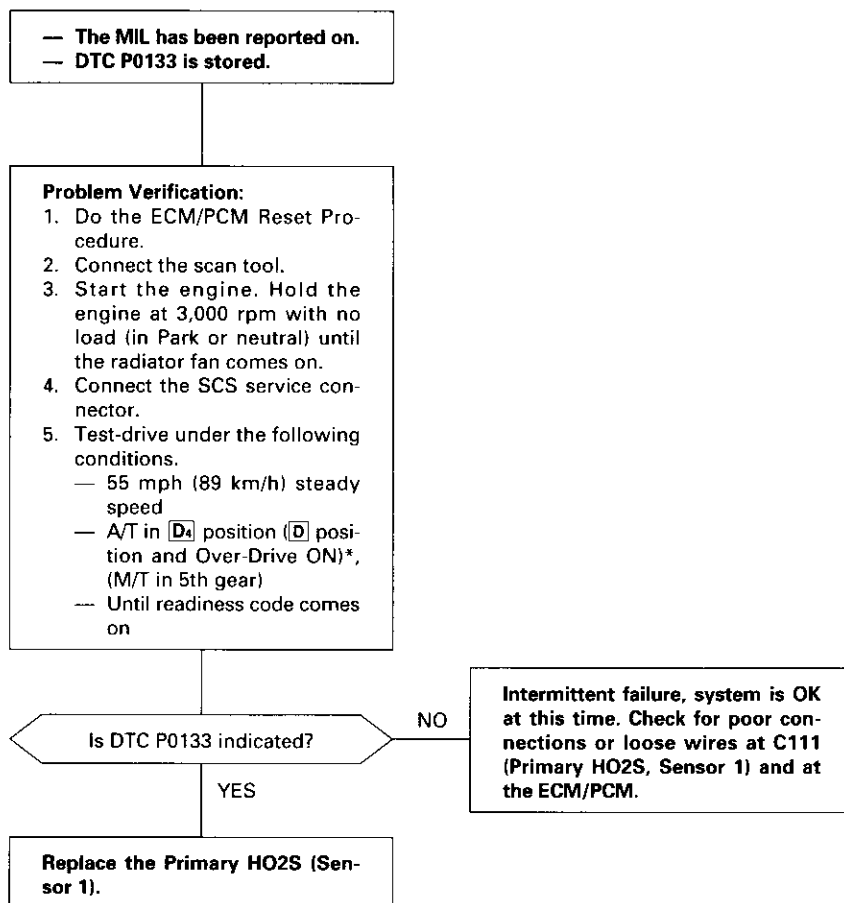 — The MIL has been reported on.
— DTC P0133 is stored.
Problem Verification:
1. Do the ECM/PCM Reset Pro-
cedure.
2. Connect the scan tool.
3. Start the engine. Hold the
engine at 3,000 rpm with no
load (in Park or neutral) until
the radiator fan comes on.
4. Connect the SCS service con-
nector.
5. Test-drive under the following
conditions.
— 55 mph (89 km/h) steady
speed
— A/T in D4 position (D posi-
tion and Over-Drive ON)*,
(M/T in 5th gear)
— Until readiness code comes
on
Is DTC P0133 indicated?
NO
Intermittent failure, system is OK
at this time. Check for poor con-
nections or loose wires at C111
(Primary HO2S, Sensor 1) and at
the ECM/PCM.
YES
Replace the Primary HO2S (Sen-
sor 1).